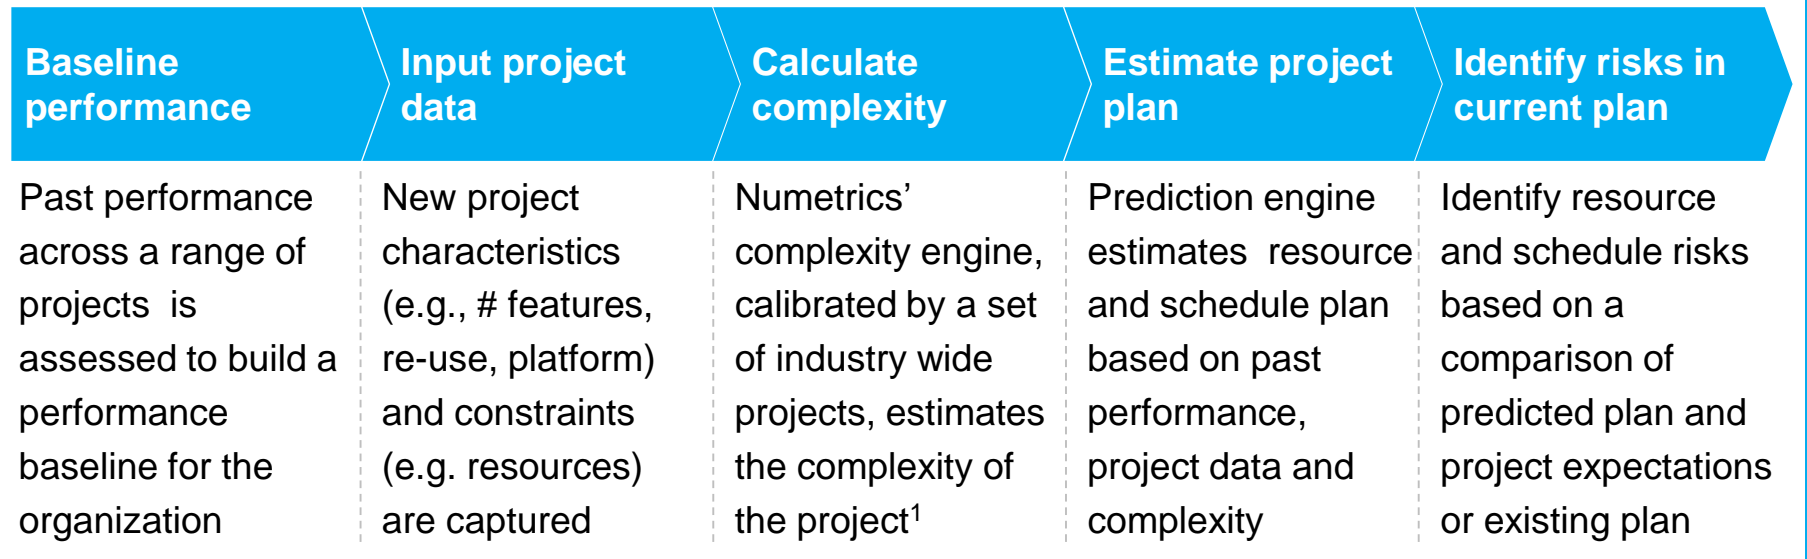 Baseline
performance
Input project
data
Calculate
complexity
Estimate project
plan
Identify risks in
current plan
Past performance
across a range of
projects  is
assessed to build a
performance
baseline for the
organization
New project
characteristics
(e.g., # features,
re-use, platform)
and constraints
(e.g. resources)
are captured
Numetrics’
complexity engine,
calibrated by a set
of industry wide
projects, estimates
the complexity of
the project¹
Prediction engine
estimates  resource
and schedule plan
based on past
performance,
project data and
complexity
Identify resource
and schedule risks
based on a
comparison of
predicted plan and
project expectations
or existing plan